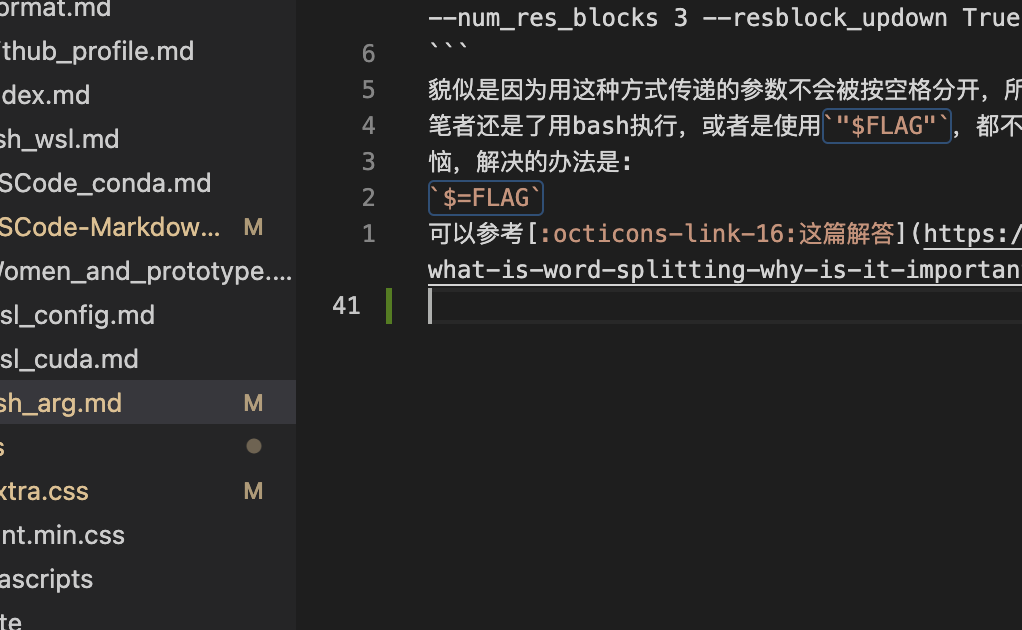 ormat.md
thub_profile.md
dex.md
sh_wsl.md
SCode_conda.md
SCode-Markdow... M
Women_and_prototype....
sl_config.md
sl_cuda.md
sh_arg.md M
s
xtra.css M
nt.min.css
ascripts
te
--num_res_blocks 3 --resblock_updown True
6 ```
5 貌似是因为用这种方式传递的参数不会被按空格分开，所
4 笔者还是了用bash执行，或者是使用`"$FLAG"`，都不
3 恼，解决的办法是：
2 `$=FLAG`
1 可以参考[:octicons-link-16:这篇解答](https:/
what-is-word-splitting-why-is-it-importan
41